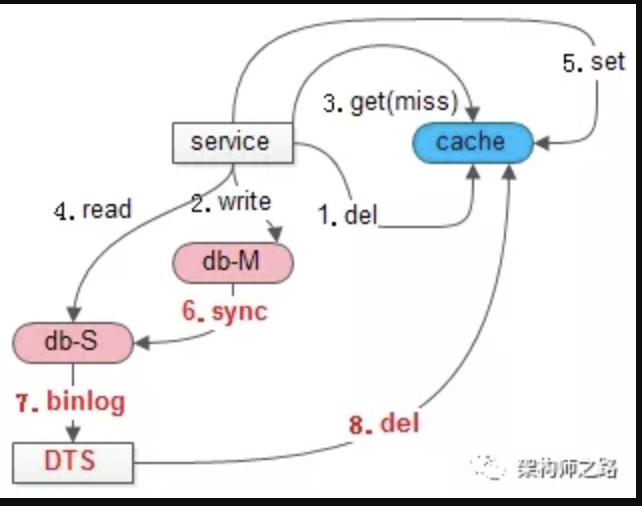 5. set
3. get(miss)
service
cache
4. read
2. write
1. del
db-M
6. sync
db-S
7. binlog
8. del
DTS
架构师之路